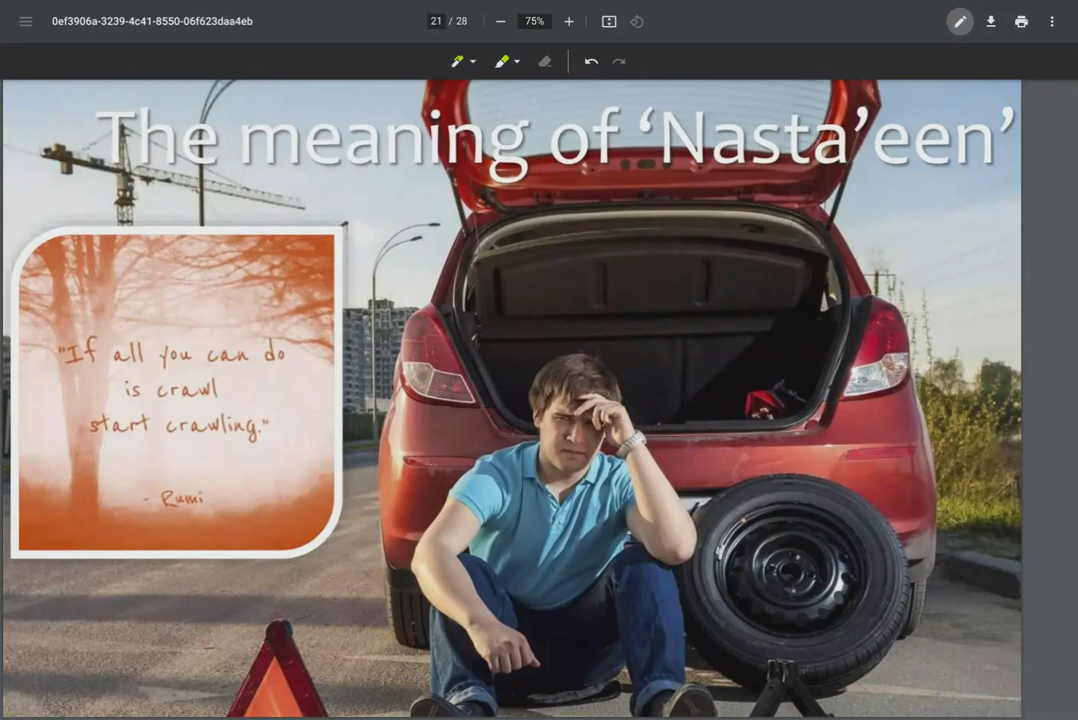 0ef3906a-3239-4c41-8550-06f623daa4eb
21 / 28
75%
The meaning of ‘Nasta’een’
"If all you can do
is crawl
start crawling."
- Rumi